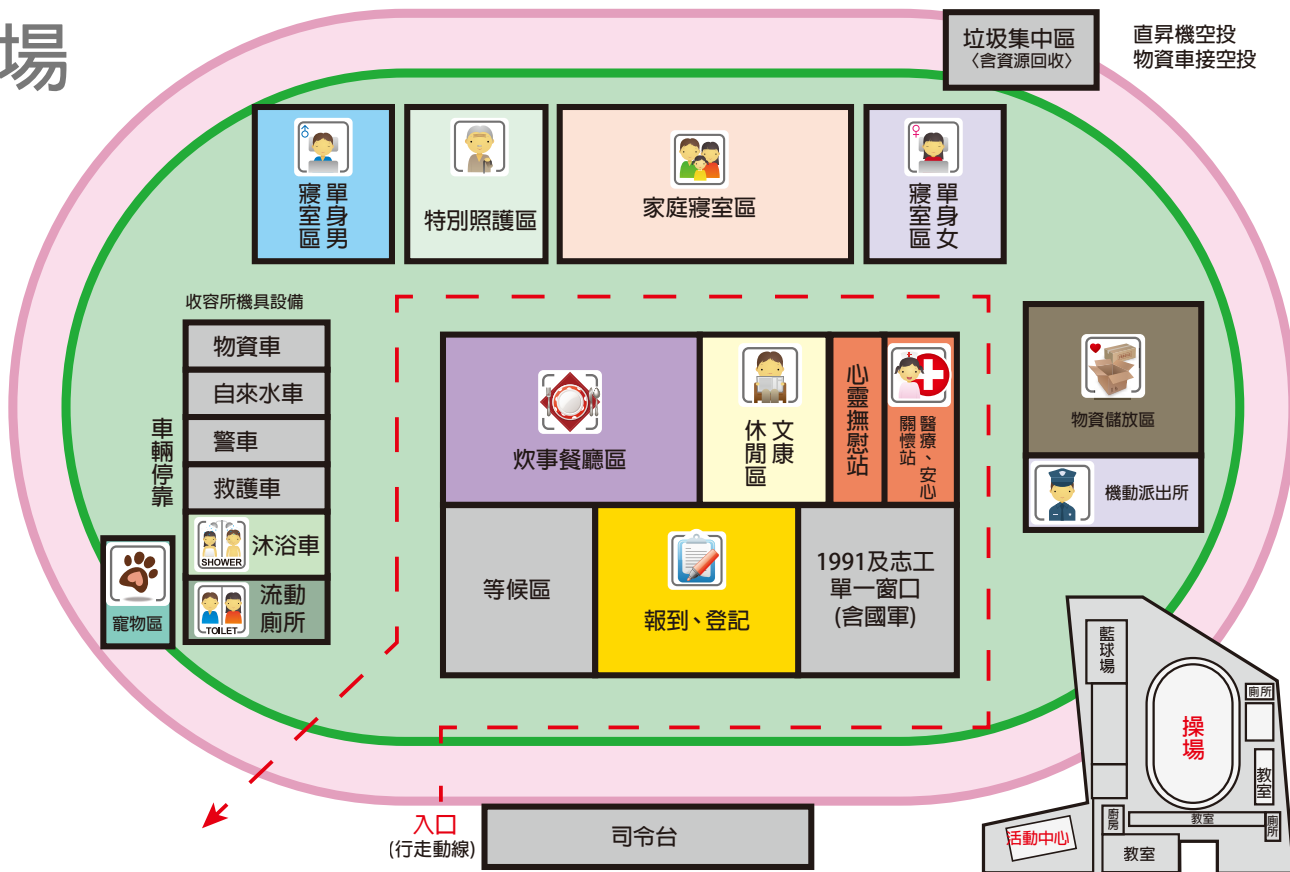 場
垃圾集中區
〈含資源回收〉
直昇機空投
物資車接空投
單身男
寢室區
特別照護區
家庭寢室區
單身女
寢室區
收容所機具設備
物資車
自來水車
警車
救護車
SHOWER
沐浴車
TOILET
流動
廁所
車輛停靠
寵物區
炊事餐廳區
文康
休閒區
心靈撫慰站
醫療、安心
關懷站
物資儲放區
機動派出所
等候區
報到、登記
1991及志工
單一窗口
(含國軍)
入口
(行走動線)
司令台
籃球場
廁所
操場
教室
教室
廚房
廁所
活動中心
教室